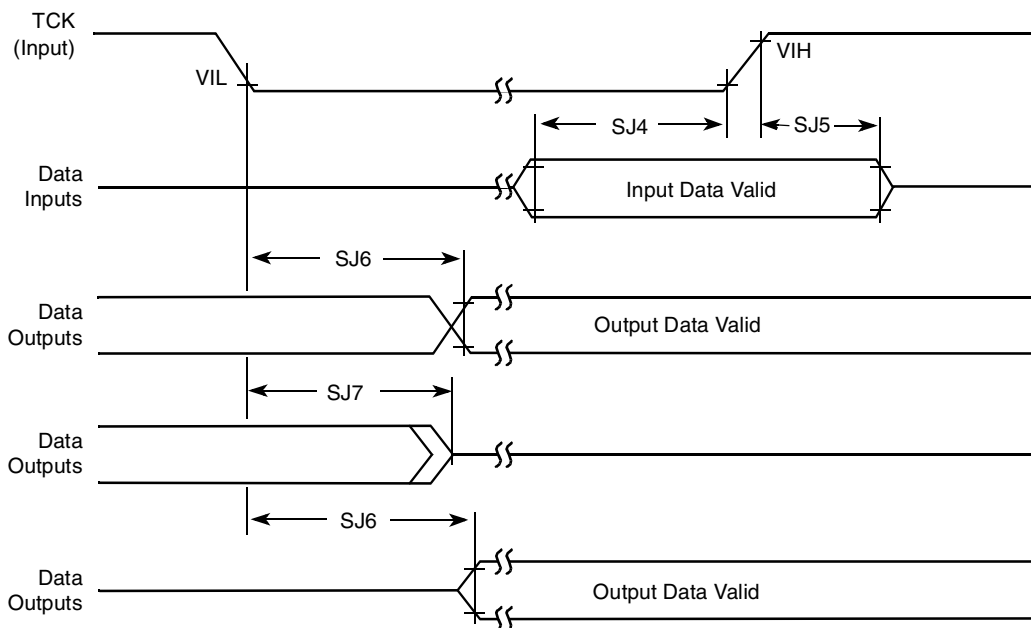 TCK
(Input)
VIL
VIH
SJ4
SJ5
Data
Inputs
Input Data Valid
SJ6
Data
Outputs
Output Data Valid
SJ7
Data
Outputs
SJ6
Data
Outputs
Output Data Valid